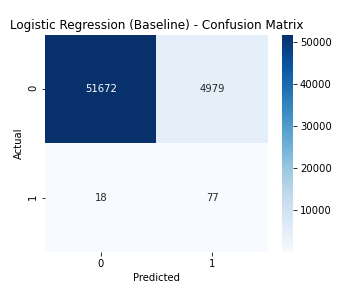 Logistic Regression (Baseline) - Confusion Matrix
50000
0 51672 4979
40000
Actual
30000
20000
1 18 77
10000
0 1
Predicted